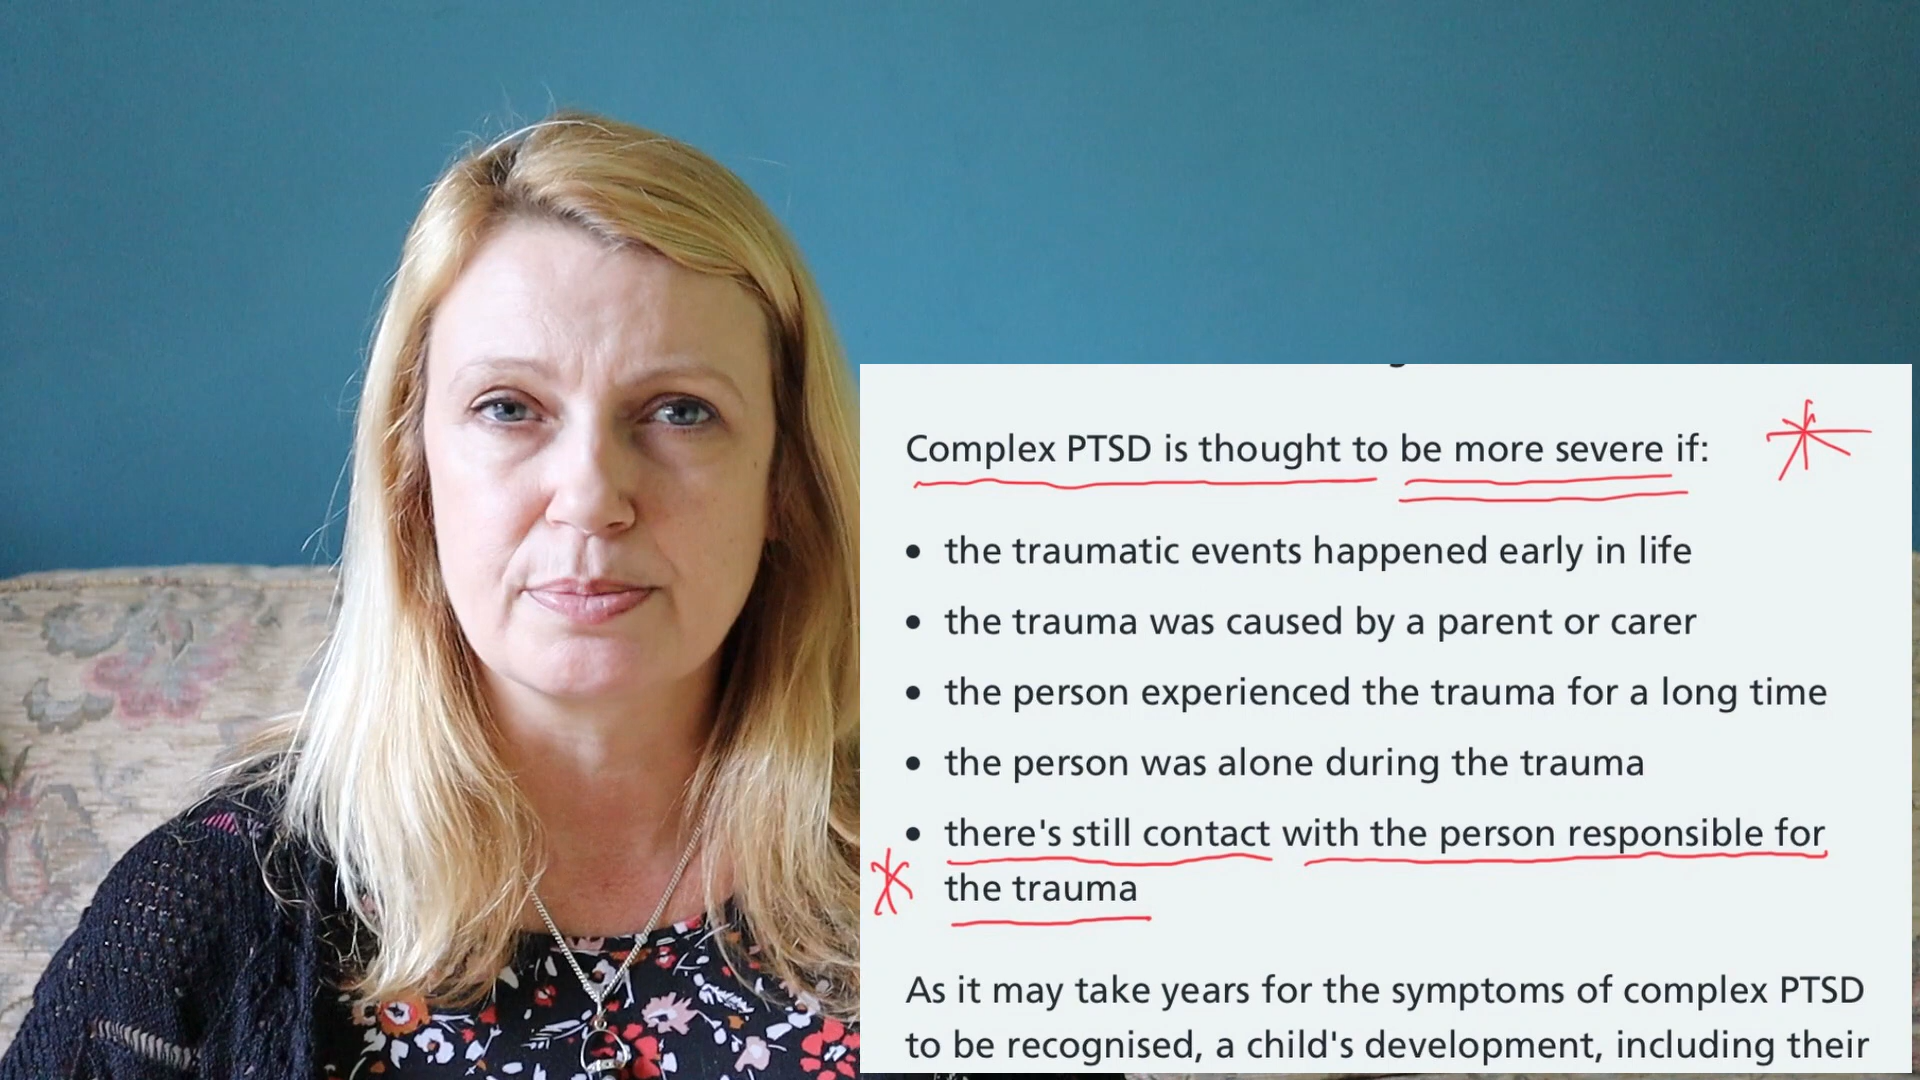 Complex PTSD is thought to be more severe if:
• the traumatic events happened early in life
• the trauma was caused by a parent or carer
• the person experienced the trauma for a long time
• the person was alone during the trauma
• there's still contact with the person responsible for
the trauma
As it may take years for the symptoms of complex PTSD
to be recognised, a child's development, including their